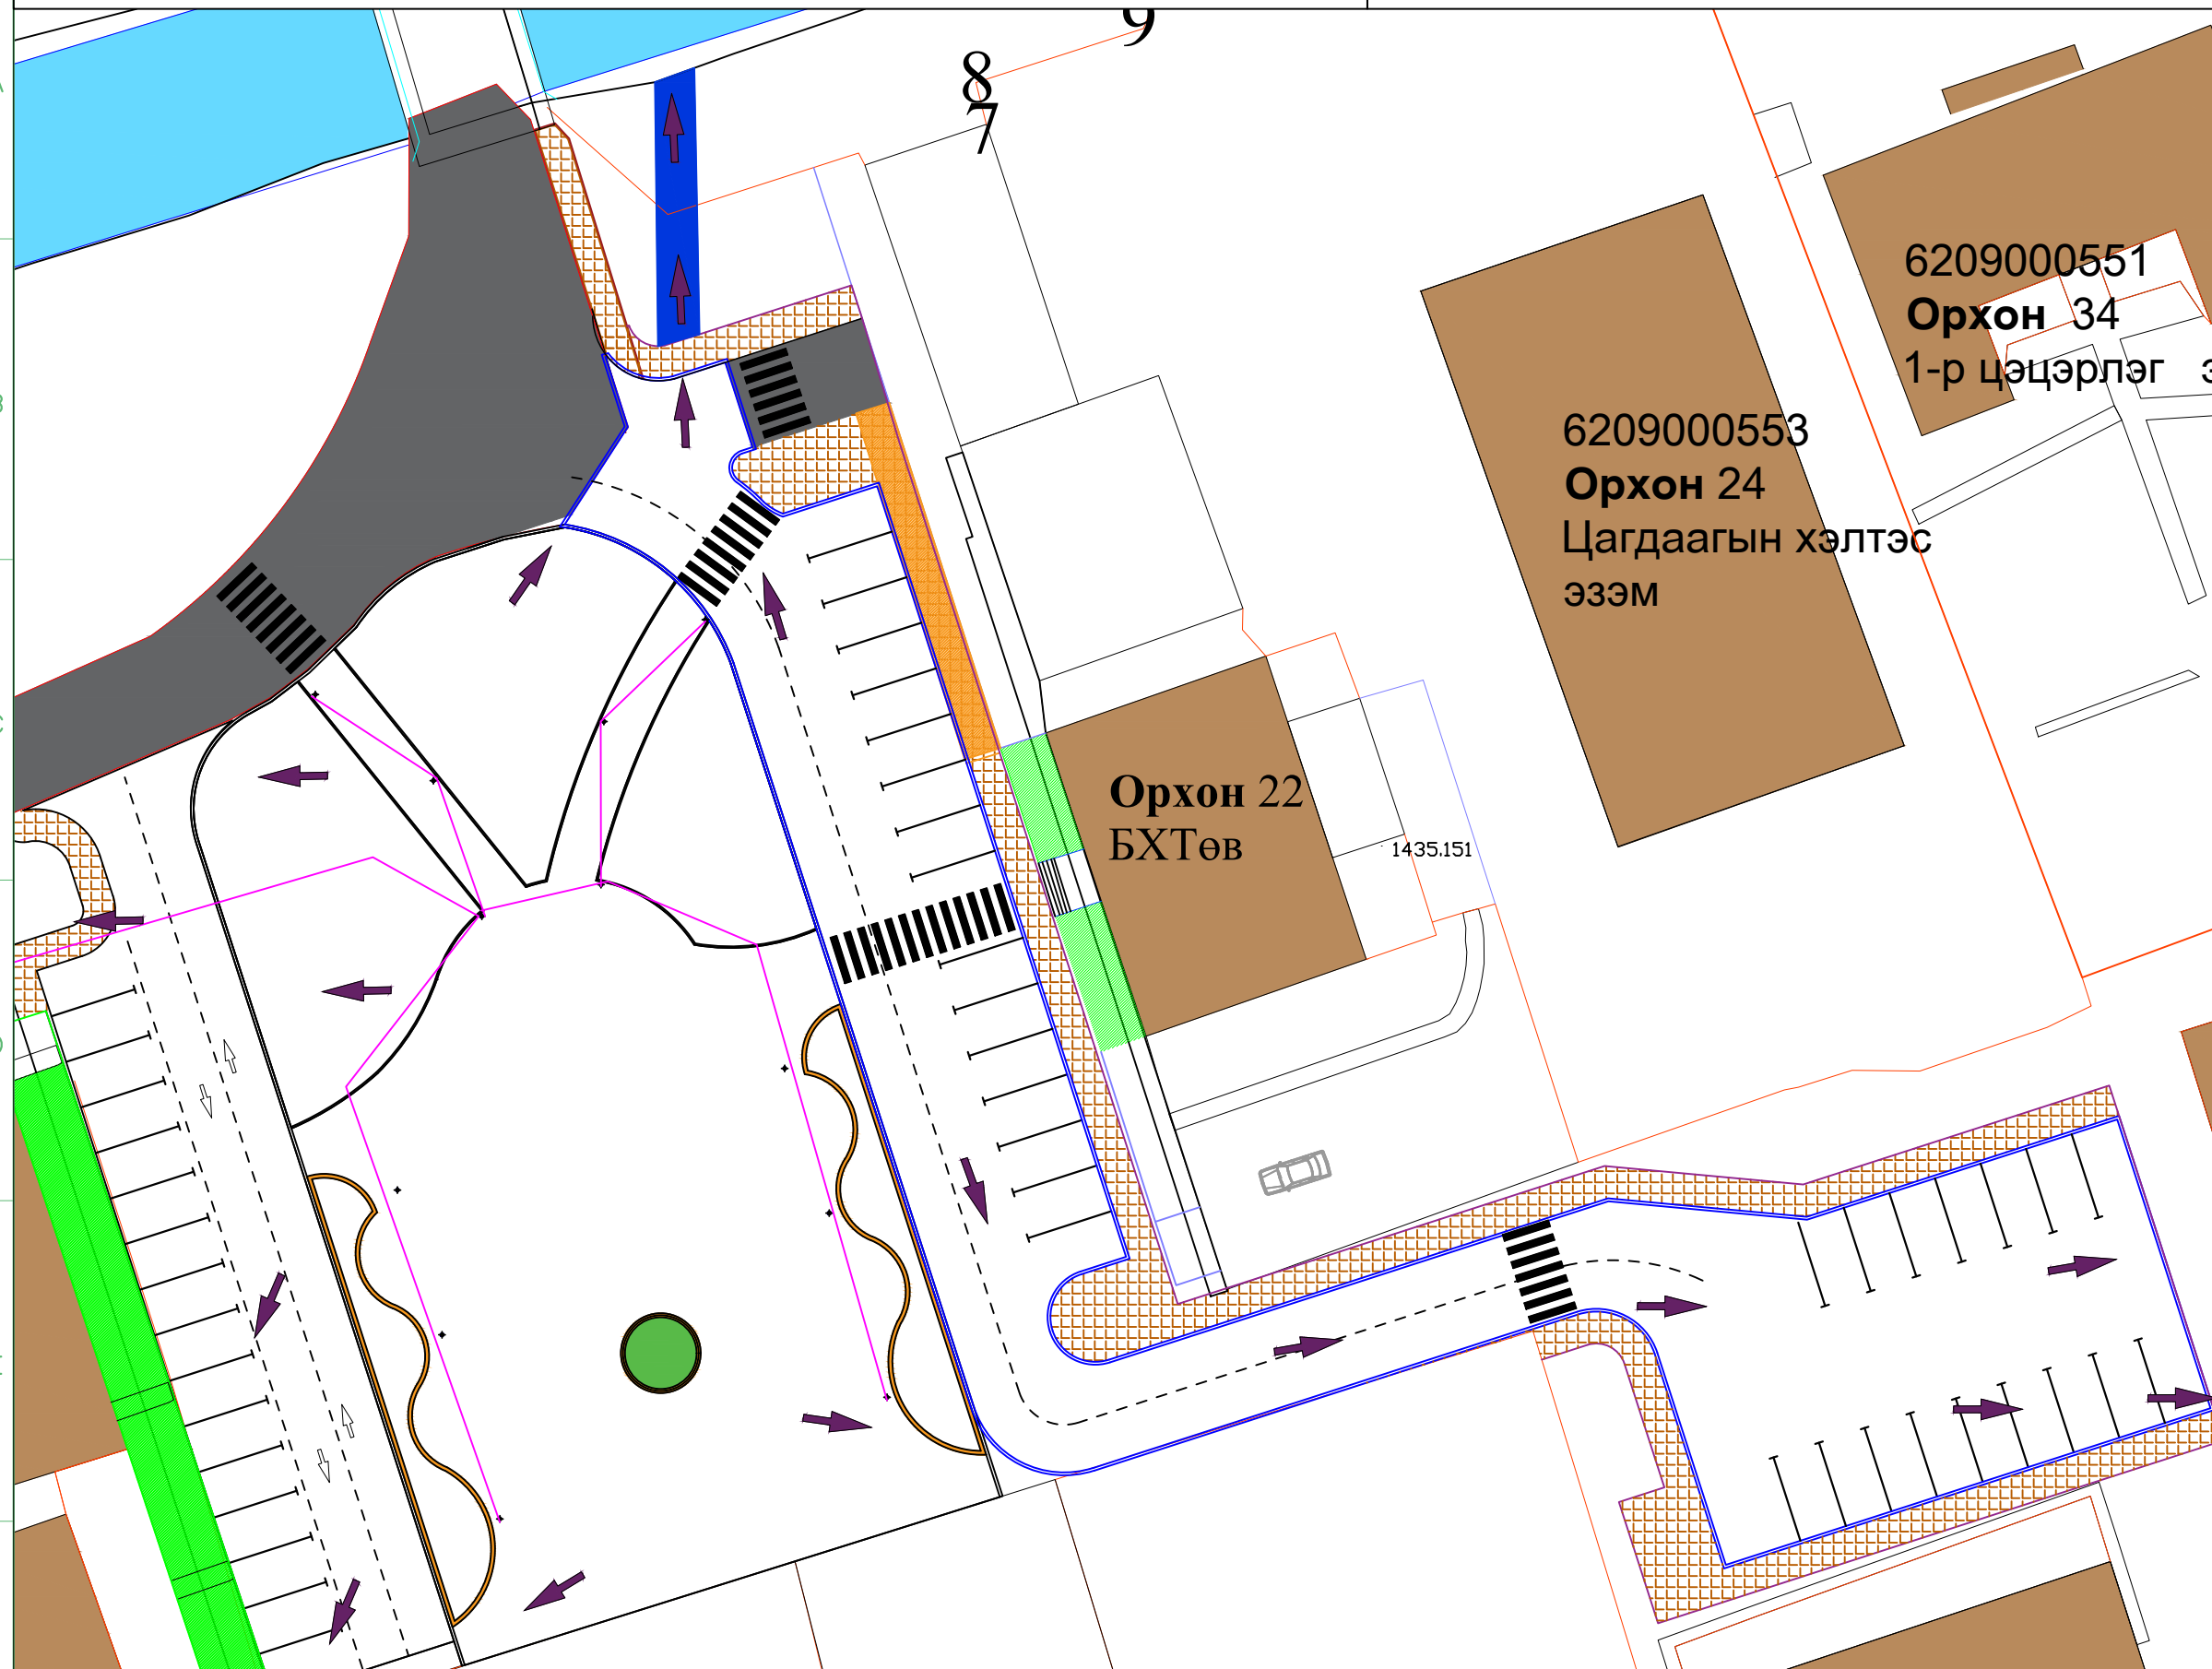 9
8
7
6209000551
Орхон 34
1-р цэцэрлэг э
6209000553
Орхон 24
Цагдаагын хэлтэс
эзэм
Орхон 22
БХТөв
1435.151